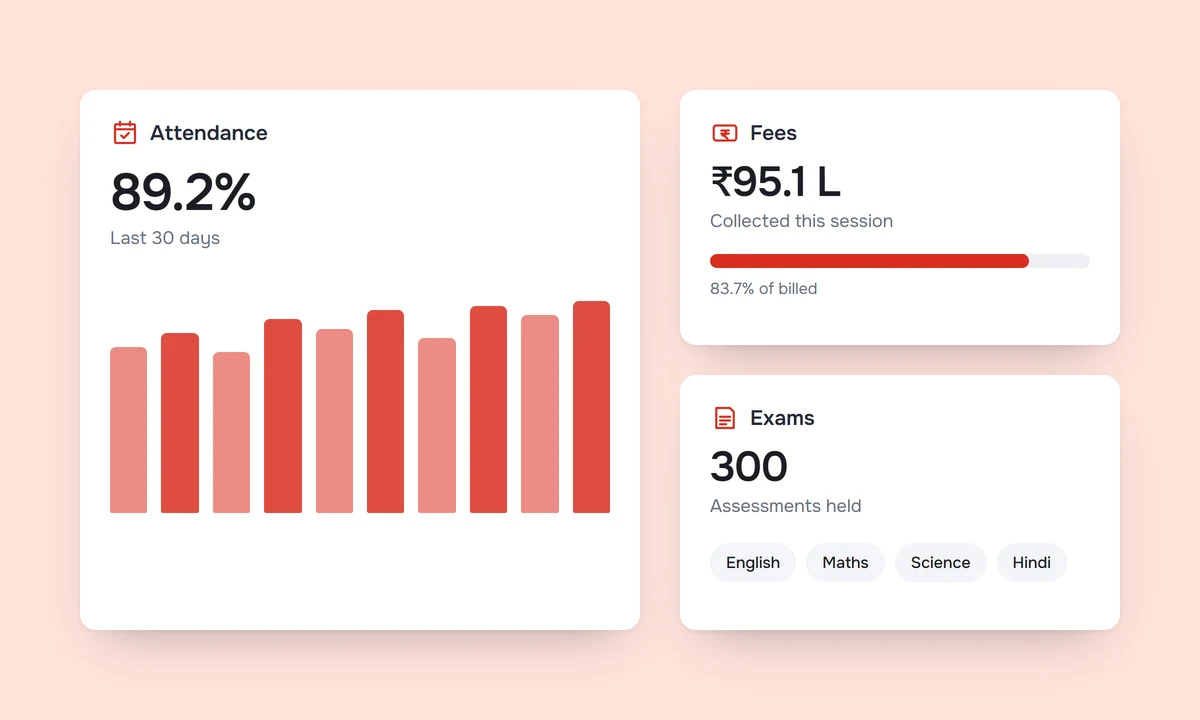 Attendance
89.2%
Last 30 days
Fees
₹95.1 L
Collected this session
83.7% of billed
Exams
300
Assessments held
English
Maths
Science
Hindi